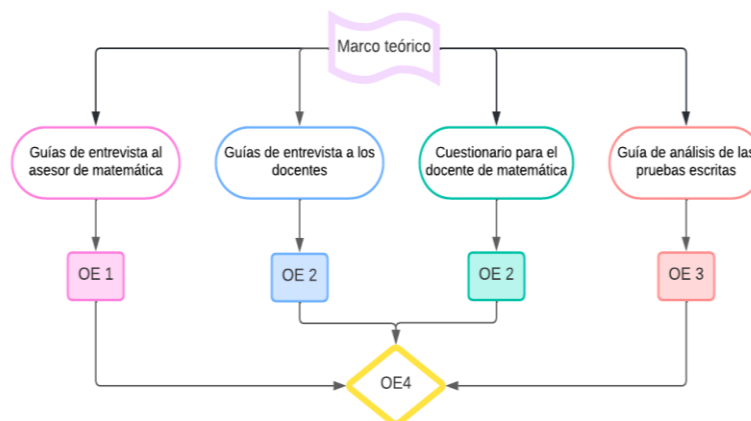 Marco teórico
Guías de entrevista al
asesor de matemática
Guías de entrevista a los
docentes
Cuestionario para el
docente de matemática
Guía de análisis de las
pruebas escritas
OE 1
OE 2
OE 2
OE 3
OE4